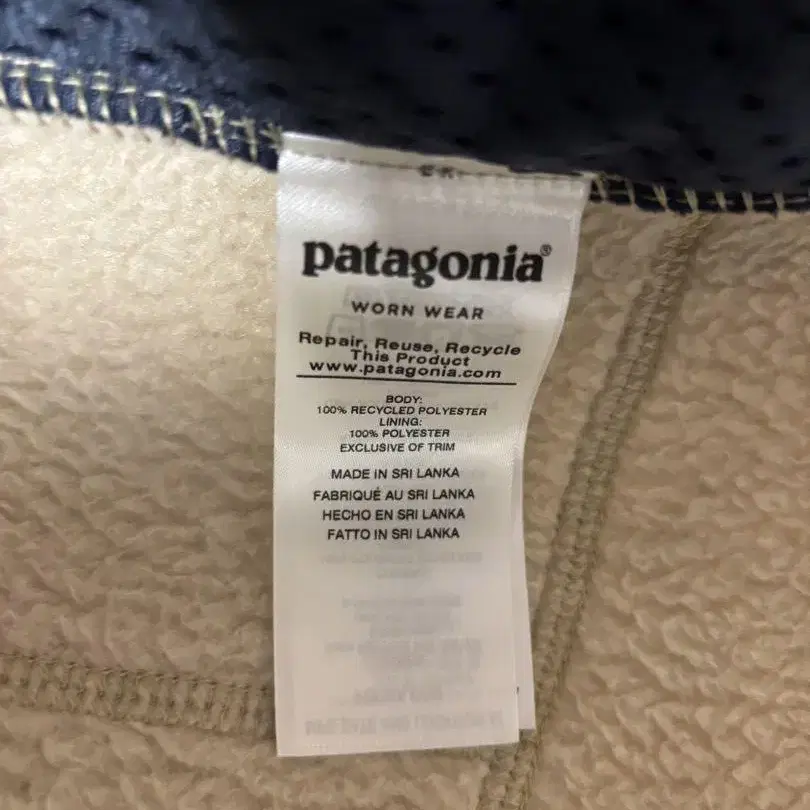 patagonia®
WORN WEAR
Repair, Reuse, Recycle
This Product
www.patagonia.com
BODY:
100% RECYCLED POLYESTER
LINING:
100% POLYESTER
EXCLUSIVE OF TRIM
MADE IN SRI LANKA
FABRIQUÉ AU SRI LANKA
HECHO EN SRI LANKA
FATTO IN SRI LANKA